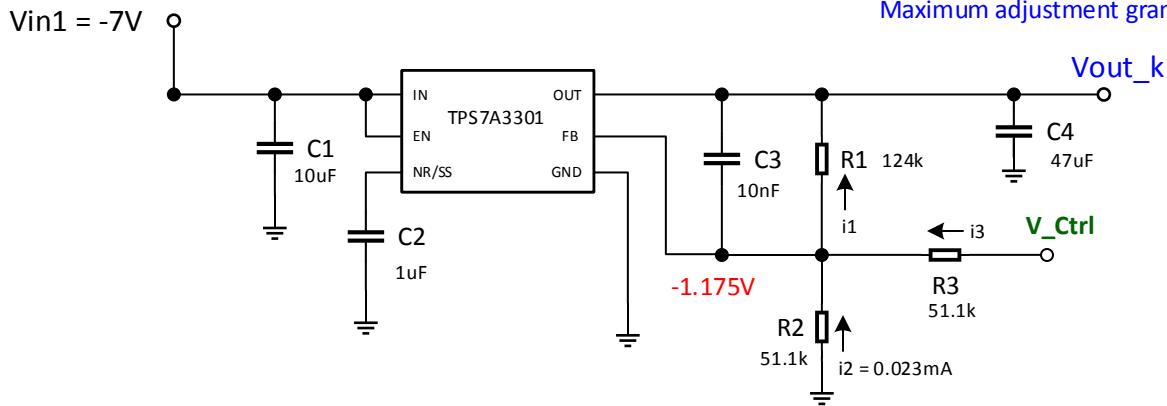 Maximum adjustment gran
Vin1 = -7V
Vout_k
IN
OUT
TPS7A3301
EN
FB
NR/SS
GND
C1
10uF
C2
1uF
C3
10nF
R1 124k
i1
C4
47uF
i3
V_Ctrl
R3
51.1k
-1.175V
R2
51.1k
i2 = 0.023mA